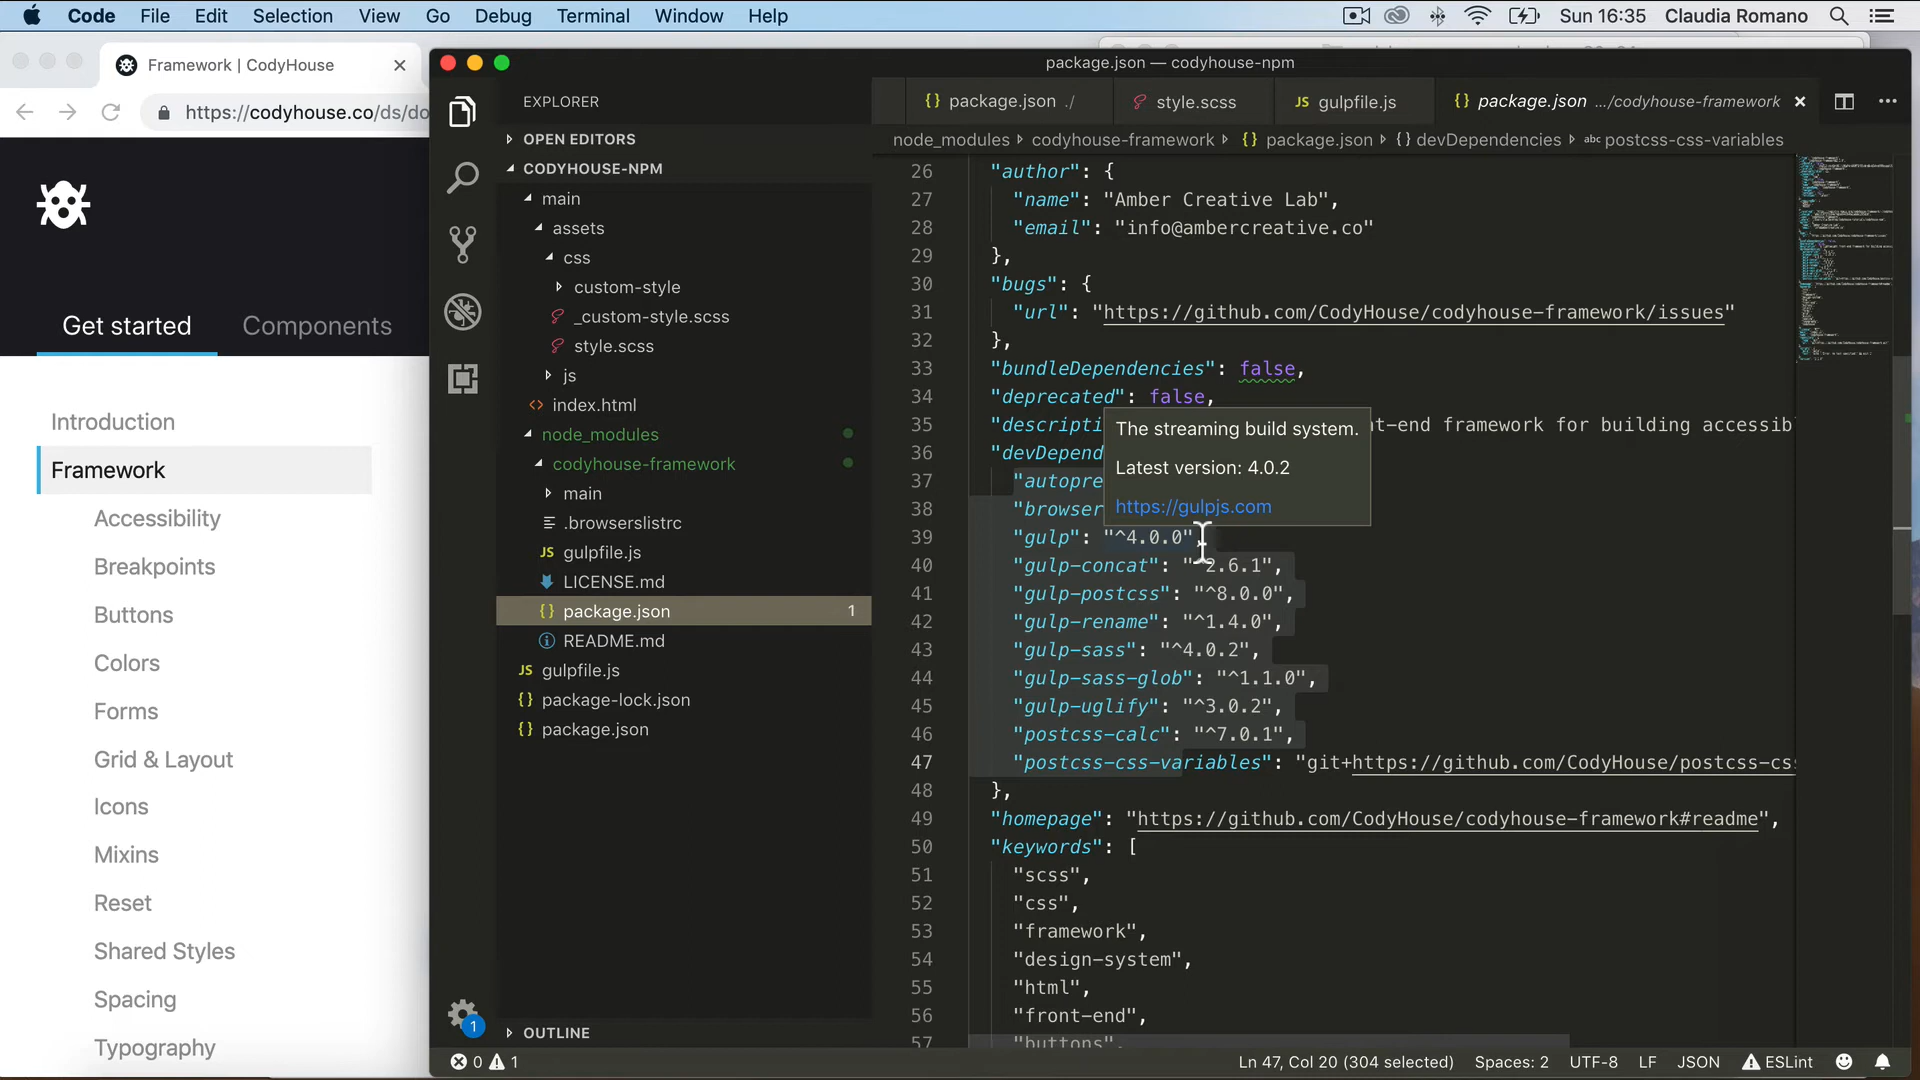 Code File Edit Selection View Go Debug Terminal Window Help
Sun 16:35 Claudia Romano
Framework | CodyHouse
https://codyhouse.co/ds/do
Get started Components
Introduction
Framework
Accessibility
Breakpoints
Buttons
Colors
Forms
Grid & Layout
Icons
Mixins
Reset
Shared Styles
Spacing
Typography
package.json — codyhouse-npm
EXPLORER
OPEN EDITORS
CODYHOUSE-NPM
main
assets
css
custom-style
_custom-style.scss
style.scss
js
<> index.html
node_modules
codyhouse-framework
main
.browserslistrc
JS gulpfile.js
LICENSE.md
{} package.json 1
README.md
JS gulpfile.js
{} package-lock.json
{} package.json
1
OUTLINE
{} package.json ./ style.scss JS gulpfile.js {} package.json .../codyhouse-framework
node_modules codyhouse-framework {} package.json {} devDependencies abc postcss-css-variables
26 "author": {
27 "name": "Amber Creative Lab",
28 "email": "info@ambercreative.co"
29 },
30 "bugs": {
31 "url": "https://github.com/CodyHouse/codyhouse-framework/issues"
32 },
33 "bundleDependencies": false,
34 "deprecated": false,
35 "descripti nt-end framework for building accessib
36 "devDepend
37 "autopre
38 "browser
The streaming build system.
Latest version: 4.0.2
https://gulpjs.com
39 "gulp": "^4.0.0",
40 "gulp-concat": "^2.6.1",
41 "gulp-postcss": "^8.0.0",
42 "gulp-rename": "^1.4.0",
43 "gulp-sass": "^4.0.2",
44 "gulp-sass-glob": "^1.1.0",
45 "gulp-uglify": "^3.0.2",
46 "postcss-calc": "^7.0.1",
47 "postcss-css-variables": "git+https://github.com/CodyHouse/postcss-cs
48 },
49 "homepage": "https://github.com/CodyHouse/codyhouse-framework#readme",
50 "keywords": [
51 "scss",
52 "css",
53 "framework",
54 "design-system",
55 "html",
56 "front-end",
57 "buttons",
0 1
Ln 47, Col 20 (304 selected) Spaces: 2 UTF-8 LF JSON ESLint